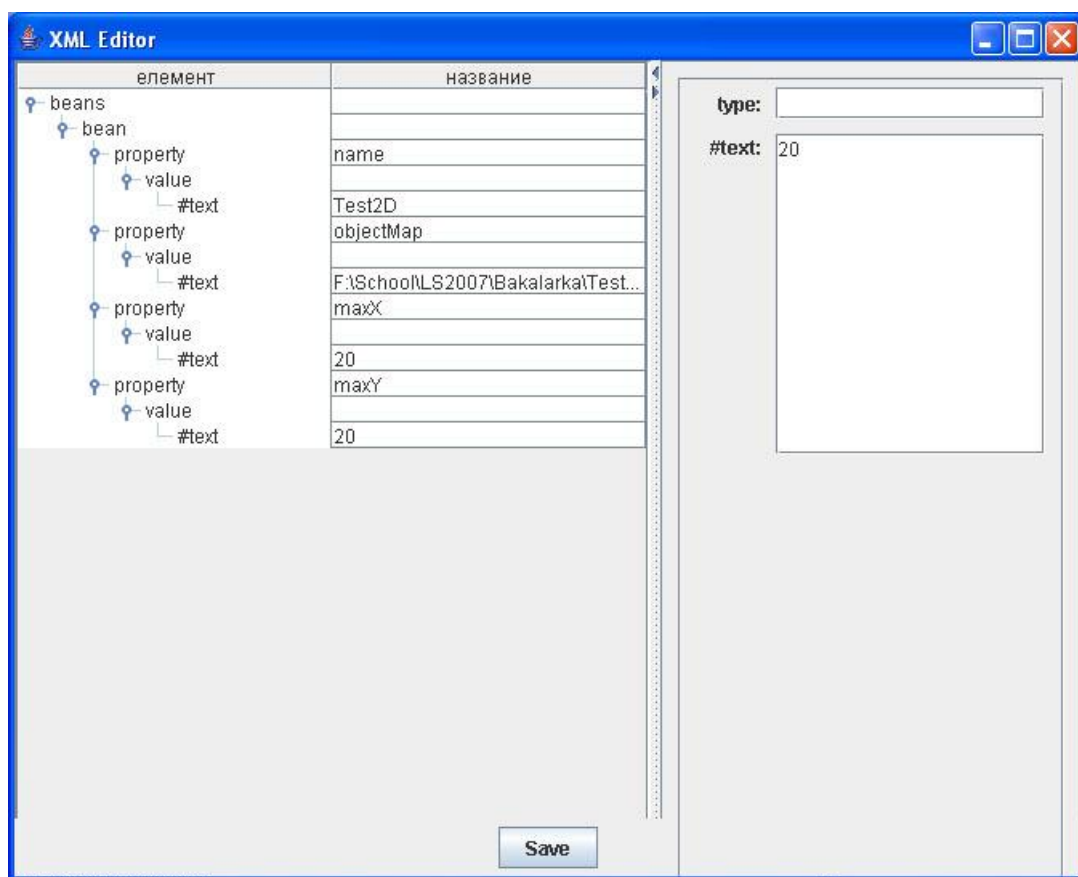 XML Editor
елемент название
beans
bean
property name
value
#text Test2D
property objectMap
value
#text F:\School\LS2007\Bakalarka\Test...
property maxX
value
#text 20
property maxY
value
#text 20
type:
#text: 20
Save